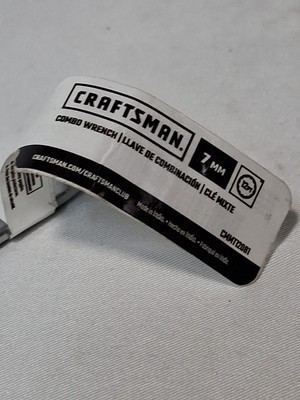 CRAFTSMAN.
7 MM
12PT
COMBO WRENCH | LLAVE DE COMBINACIÓN | CLÉ MIXTE
CRAFTSMAN.COM/CRAFTSMANCLUB
Made in India. • Hecho en India. • Fabriqué en Inde.